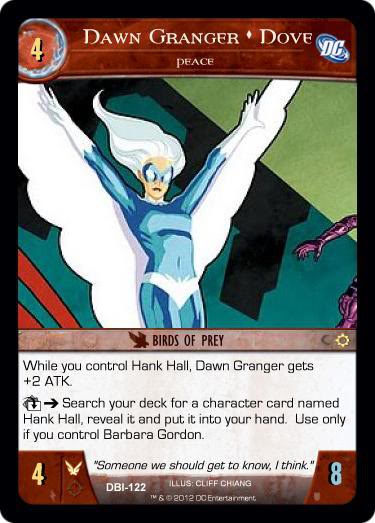 4
DAWN GRANGER ♦ DOVE
DC
PEACE
BIRDS OF PREY
While you control Hank Hall, Dawn Granger gets
+2 ATK.
➔ Search your deck for a character card named
Hank Hall, reveal it and put it into your hand. Use only
if you control Barbara Gordon.
"Someone we should get to know, I think."
4
DBI-122
ILLUS: CLIFF CHIANG
8
™ & © 2012 DC Entertainment